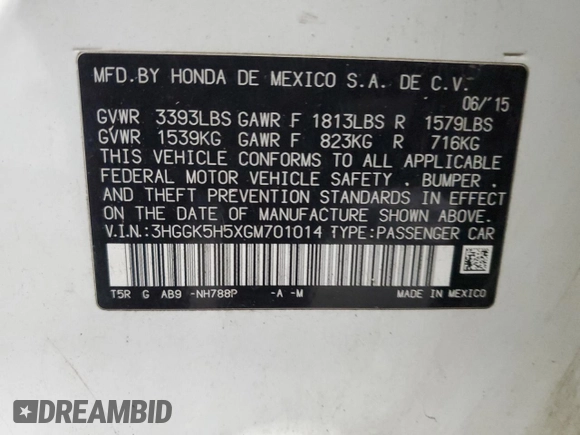 MFD.BY HONDA DE MEXICO S.A. DE C.V.
06/'15
GVWR 3393LBS GAWR F 1813LBS R 1579LBS
GVWR 1539KG GAWR F 823KG R 716KG
THIS VEHICLE CONFORMS TO ALL APPLICABLE
FEDERAL MOTOR VEHICLE SAFETY . BUMPER .
AND THEFT PREVENTION STANDARDS IN EFFECT
ON THE DATE OF MANUFACTURE SHOWN ABOVE.
V.I.N:3HGGK5H5XGM701014 TYPE:PASSENGER CAR
T5R G AB9 -NH788P -A -M MADE IN MEXICO
DREAMBID